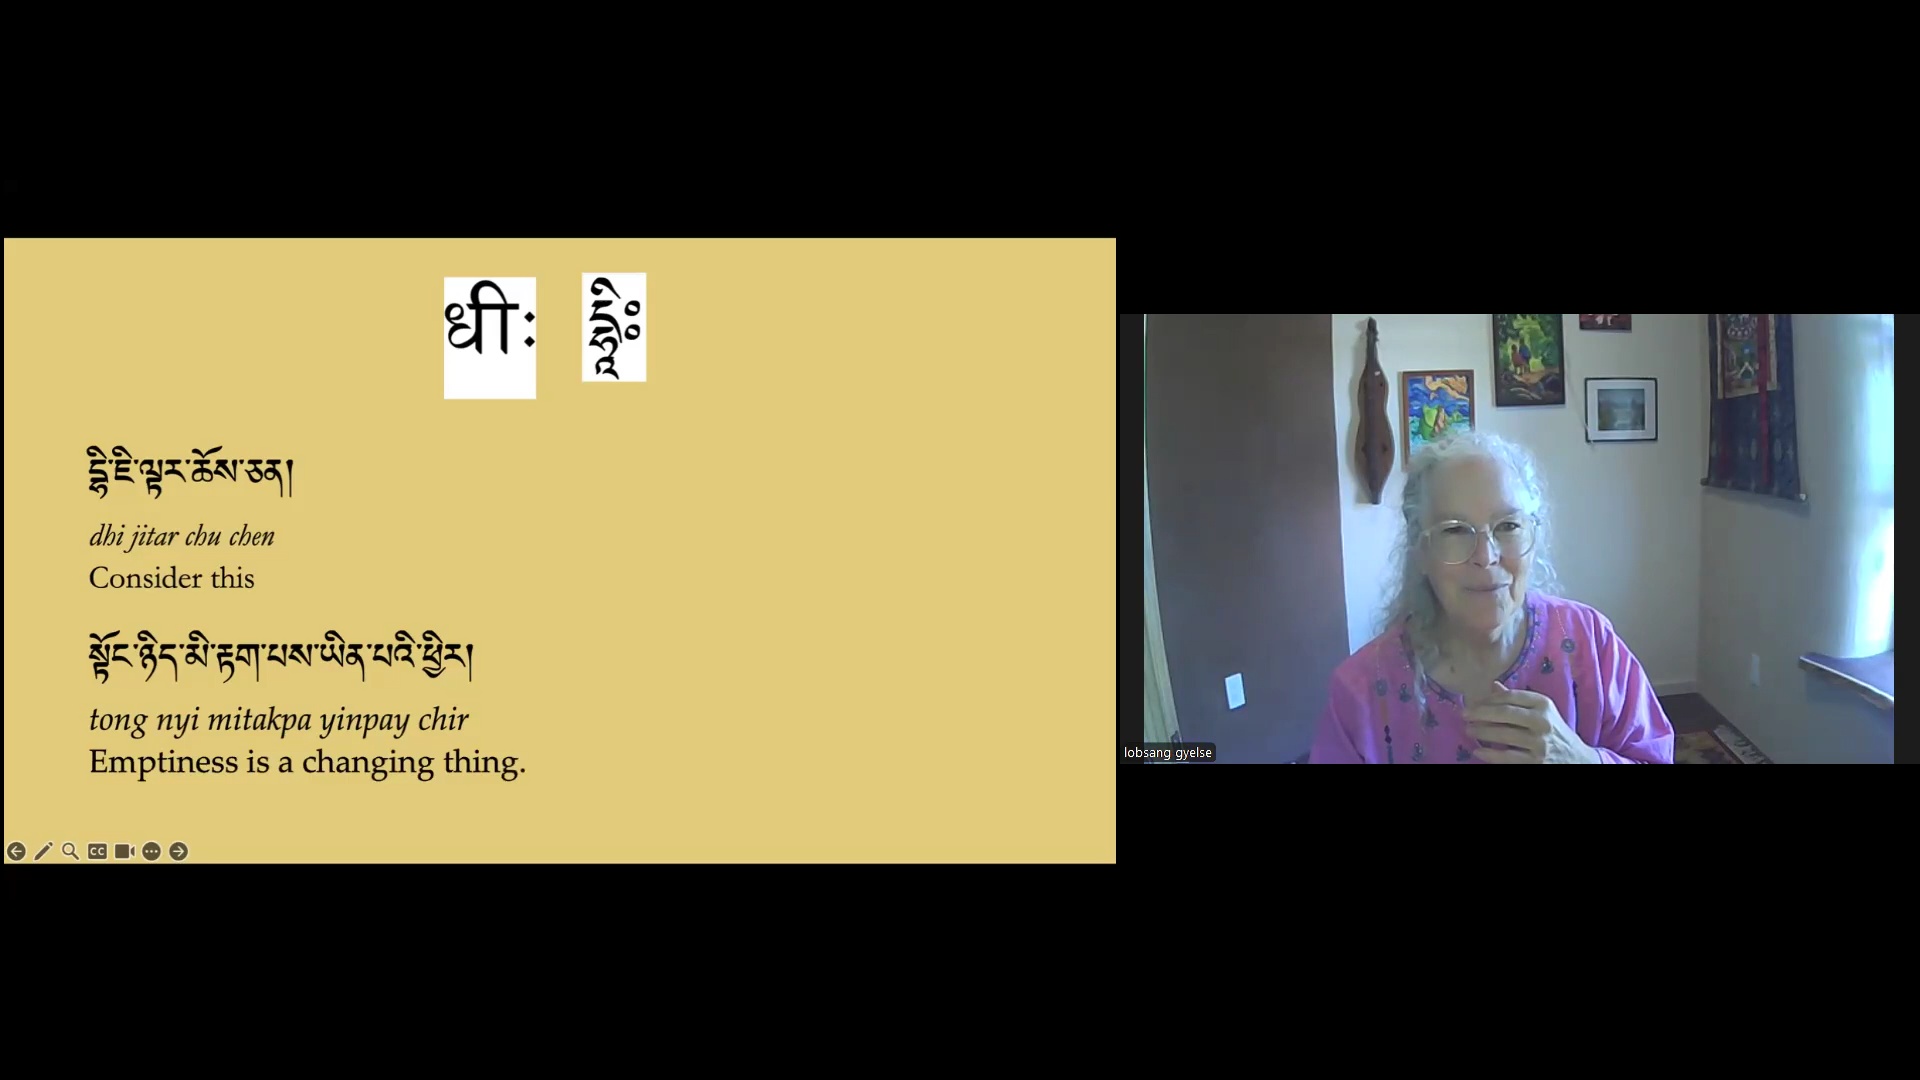 धीः དྷཱིཿ
དྷཱི་ཇི་ལྟར་ཆོས་ཅན།
dhi jitar chu chen
Consider this
སྟོང་ཉིད་མི་རྟག་པས་ཡིན་པའི་ཕྱིར།
tong nyi mitakpa yinpay chir
Emptiness is a changing thing.
CC
lobsang gyelse